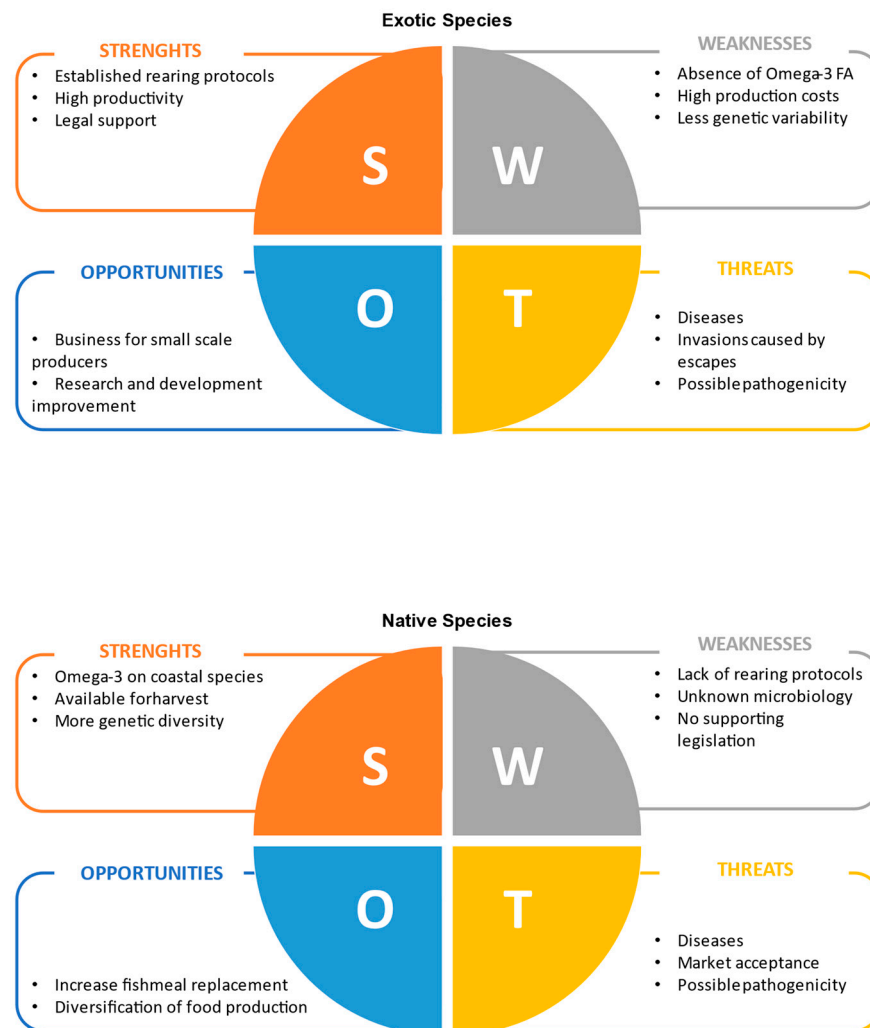 Exotic Species
STRENGHTS
• Established rearing protocols
• High productivity
• Legal support
WEAKNESSES
• Absence of Omega-3 FA
• High production costs
• Less genetic variability
S
W
OPPORTUNITIES
• Business for small scale
producers
• Research and development
improvement
O
T
THREATS
• Diseases
• Invasions caused by
escapes
• Possible pathogenicity
Native Species
STRENGHTS
• Omega-3 on coastal species
• Available forharvest
• More genetic diversity
WEAKNESSES
• Lack of rearing protocols
• Unknown microbiology
• No supporting
legislation
S
W
OPPORTUNITIES
• Increase fishmeal replacement
• Diversification of food production
O
T
THREATS
• Diseases
• Market acceptance
• Possible pathogenicity